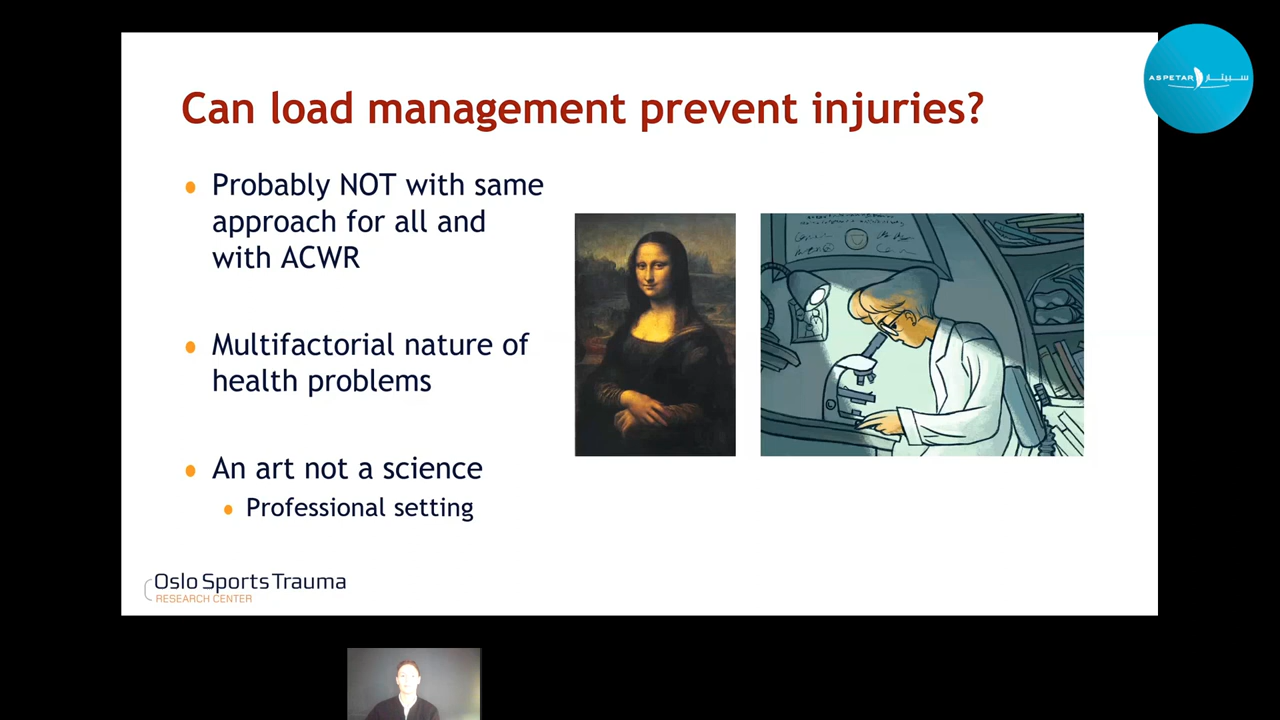 Can load management prevent injuries?
Probably NOT with same
approach for all and
with ACWR
Multifactorial nature of
health problems
An art not a science
Professional setting
Oslo Sports Trauma
RESEARCH CENTER
ASPETAR سبيتار